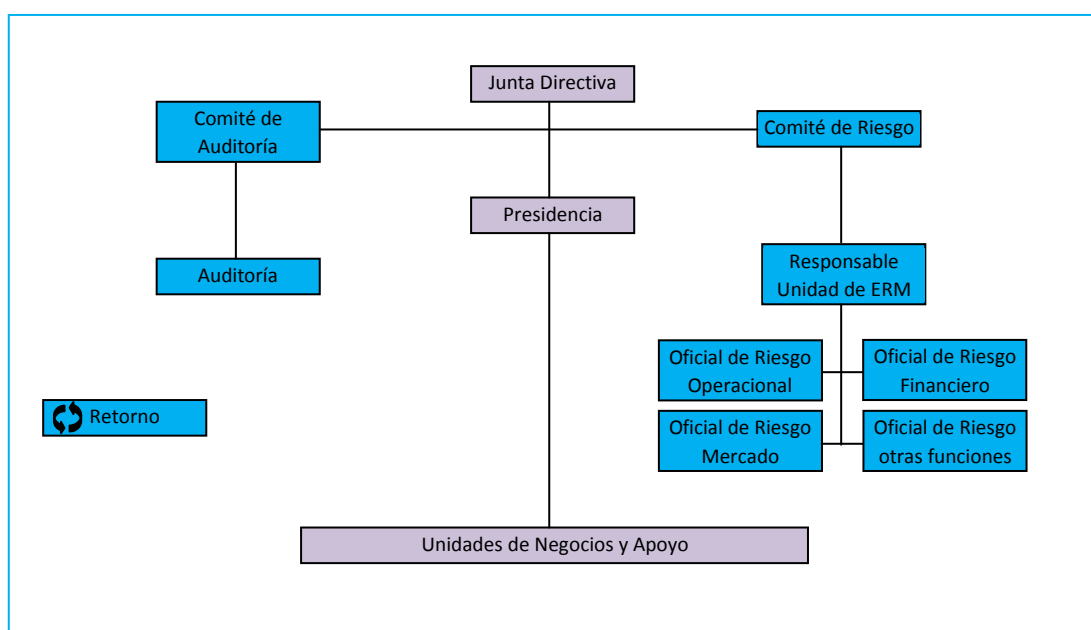 Junta Directiva
Comité de
Auditoría
Comité de Riesgo
Presidencia
Auditoría
Responsable
Unidad de ERM
Oficial de Riesgo
Operacional
Oficial de Riesgo
Financiero
Retorno
Oficial de Riesgo
Mercado
Oficial de Riesgo
otras funciones
Unidades de Negocios y Apoyo